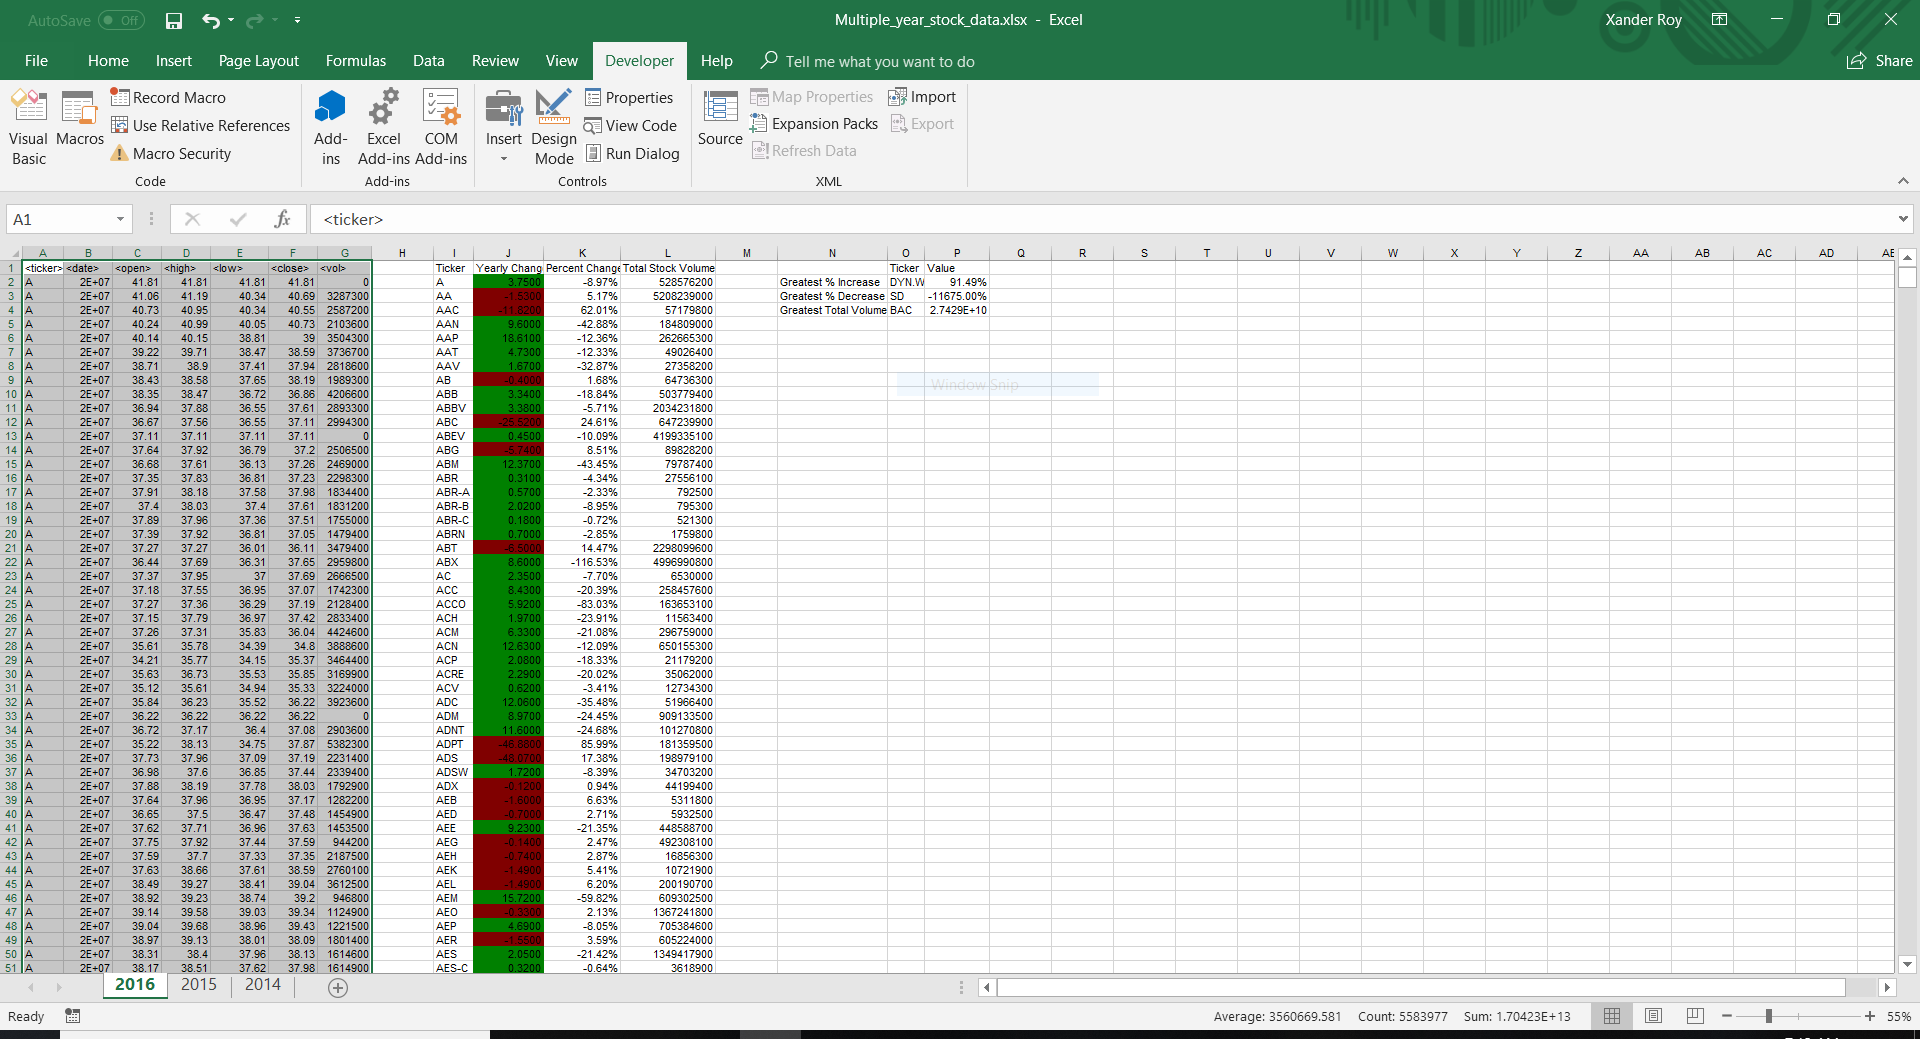 AutoSave Off
Multiple_year_stock_data.xlsx - Excel
Xander Roy
File Home Insert Page Layout Formulas Data Review View Developer Help Tell me what you want to do
Share
Visual Basic
Macros
Record Macro
Use Relative References
Macro Security
Code
Add-ins
Excel Add-ins
COM Add-ins
Add-ins
Insert
Design Mode
Properties
View Code
Run Dialog
Controls
Source
Map Properties
Expansion Packs
Refresh Data
Import
Export
XML
A1
fx
<ticker>
A B C D E F G H I J K L M N O P Q R S T U V W X Y Z AA AB AC AD AE
1 <ticker> <date> <open> <high> <low> <close> <vol> Ticker Yearly Chang Percent Change Total Stock Volume Ticker Value
2 A 2E+07 41.81 41.81 41.81 41.81 0 A 3.7500 -8.97% 528576200 Greatest % Increase DYN.W 91.49%
3 A 2E+07 41.06 41.19 40.34 40.69 3287300 AA -1.5300 5.17% 5208239000 Greatest % Decrease SD -11675.00%
4 A 2E+07 40.73 40.95 40.34 40.55 2587200 AAC -11.8200 62.01% 57179800 Greatest Total Volume BAC 2.7429E+10
5 A 2E+07 40.24 40.99 40.05 40.73 2103600 AAN 9.6000 -42.88% 184809000
6 A 2E+07 40.14 40.15 38.81 39 3504300 AAP 18.6100 -12.36% 262665300
7 A 2E+07 39.22 39.71 38.47 38.59 3736700 AAT 4.7300 -12.33% 49026400
8 A 2E+07 38.71 38.9 37.41 37.94 2818600 AAV 1.6700 -32.87% 27358200
9 A 2E+07 38.43 38.58 37.65 38.19 1989300 AB -0.4000 1.68% 64736300
Window Snip
10 A 2E+07 38.35 38.47 36.72 36.86 4206600 ABB 3.3400 -18.84% 503779400
11 A 2E+07 36.94 37.88 36.55 37.61 2893300 ABBV 3.3800 -5.71% 2034231800
12 A 2E+07 36.67 37.56 36.55 37.11 2994300 ABC -25.5200 24.61% 647239900
13 A 2E+07 37.11 37.11 37.11 37.11 0 ABEV 0.4500 -10.09% 4199335100
14 A 2E+07 37.64 37.92 36.79 37.2 2506500 ABG -5.7400 8.51% 89828200
15 A 2E+07 36.68 37.61 36.13 37.26 2469000 ABM 12.3700 -43.45% 79787400
16 A 2E+07 37.35 37.83 36.81 37.23 2298300 ABR 0.3100 -4.34% 27556100
17 A 2E+07 37.91 38.18 37.58 37.98 1834400 ABR-A 0.5700 -2.33% 792500
18 A 2E+07 37.4 38.03 37.4 37.61 1831200 ABR-B 2.0200 -8.95% 795300
19 A 2E+07 37.89 37.96 37.36 37.51 1755000 ABR-C 0.1800 -0.72% 521300
20 A 2E+07 37.39 37.92 36.81 37.05 1479400 ABRN 0.7000 -2.85% 1759800
21 A 2E+07 37.27 37.27 36.01 36.11 3479400 ABT -6.5000 14.47% 2298099600
22 A 2E+07 36.44 37.69 36.31 37.65 2959800 ABX 8.6000 -116.53% 4996990800
23 A 2E+07 37.37 37.95 37 37.69 2666500 AC 2.3500 -7.70% 6530000
24 A 2E+07 37.18 37.55 36.95 37.07 1742300 ACC 8.4300 -20.39% 258457600
25 A 2E+07 37.27 37.36 36.29 37.19 2128400 ACCO 5.9200 -83.03% 163653100
26 A 2E+07 37.15 37.79 36.97 37.42 2833400 ACH 1.9700 -23.91% 11563400
27 A 2E+07 37.26 37.31 35.83 36.04 4424600 ACM 6.3300 -21.08% 296759000
28 A 2E+07 35.61 35.78 34.39 34.8 3888600 ACN 12.6300 -12.09% 650155300
29 A 2E+07 34.21 35.77 34.15 35.37 3464400 ACP 2.0800 -18.33% 21179200
30 A 2E+07 35.63 36.73 35.53 35.85 3169900 ACRE 2.2900 -20.02% 35062000
31 A 2E+07 35.12 35.61 34.94 35.33 3224000 ACV 0.6200 -3.41% 12734300
32 A 2E+07 35.84 36.23 35.52 36.22 3923600 ADC 12.0600 -35.48% 51966400
33 A 2E+07 36.22 36.22 36.22 36.22 0 ADM 8.9700 -24.45% 909133500
34 A 2E+07 36.72 37.17 36.4 37.08 2903600 ADNT 11.6000 -24.68% 101270800
35 A 2E+07 35.22 38.13 34.75 37.87 5382300 ADPT -46.8600 85.99% 181359500
36 A 2E+07 37.73 37.96 37.09 37.19 2231400 ADS -48.0700 17.38% 198979100
37 A 2E+07 36.98 37.6 36.85 37.44 2339400 ADSW 1.7200 -8.39% 34703200
38 A 2E+07 37.88 38.19 37.78 38.03 1792900 ADX -0.1200 0.94% 44199400
39 A 2E+07 37.64 37.96 36.95 37.17 1282200 AEB -1.6000 6.63% 5311800
40 A 2E+07 36.65 37.5 36.47 37.48 1454900 AED -0.7000 2.71% 5932500
41 A 2E+07 37.62 37.71 36.96 37.63 1453500 AEE 9.2300 -21.35% 448588700
42 A 2E+07 37.75 37.92 37.44 37.59 944200 AEG -0.1400 2.47% 492308100
43 A 2E+07 37.59 37.7 37.33 37.35 2187500 AEH -0.7400 2.87% 16856300
44 A 2E+07 37.63 38.66 37.61 38.59 2760100 AEK -1.4900 5.41% 10721900
45 A 2E+07 38.49 39.27 38.41 39.04 3612500 AEL -1.4900 6.20% 200190700
46 A 2E+07 38.92 39.23 38.74 39.2 946800 AEM 15.7200 -59.82% 609302500
47 A 2E+07 39.14 39.58 39.03 39.34 1124900 AEO -0.3300 2.13% 1367241800
48 A 2E+07 39.04 39.68 38.96 39.43 1221500 AEP 4.6900 -8.05% 705384600
49 A 2E+07 38.97 39.13 38.01 38.09 1801400 AER -1.5500 3.59% 605224000
50 A 2E+07 38.31 38.4 37.96 38.13 1614600 AES 2.0500 -21.42% 1349417900
51 A 2E+07 38.17 38.51 37.62 37.98 1614900 AES-C 0.3200 -0.64% 3618900
2016 2015 2014
Ready
Average: 3560669.581 Count: 5583977 Sum: 1.70423E+13
55%